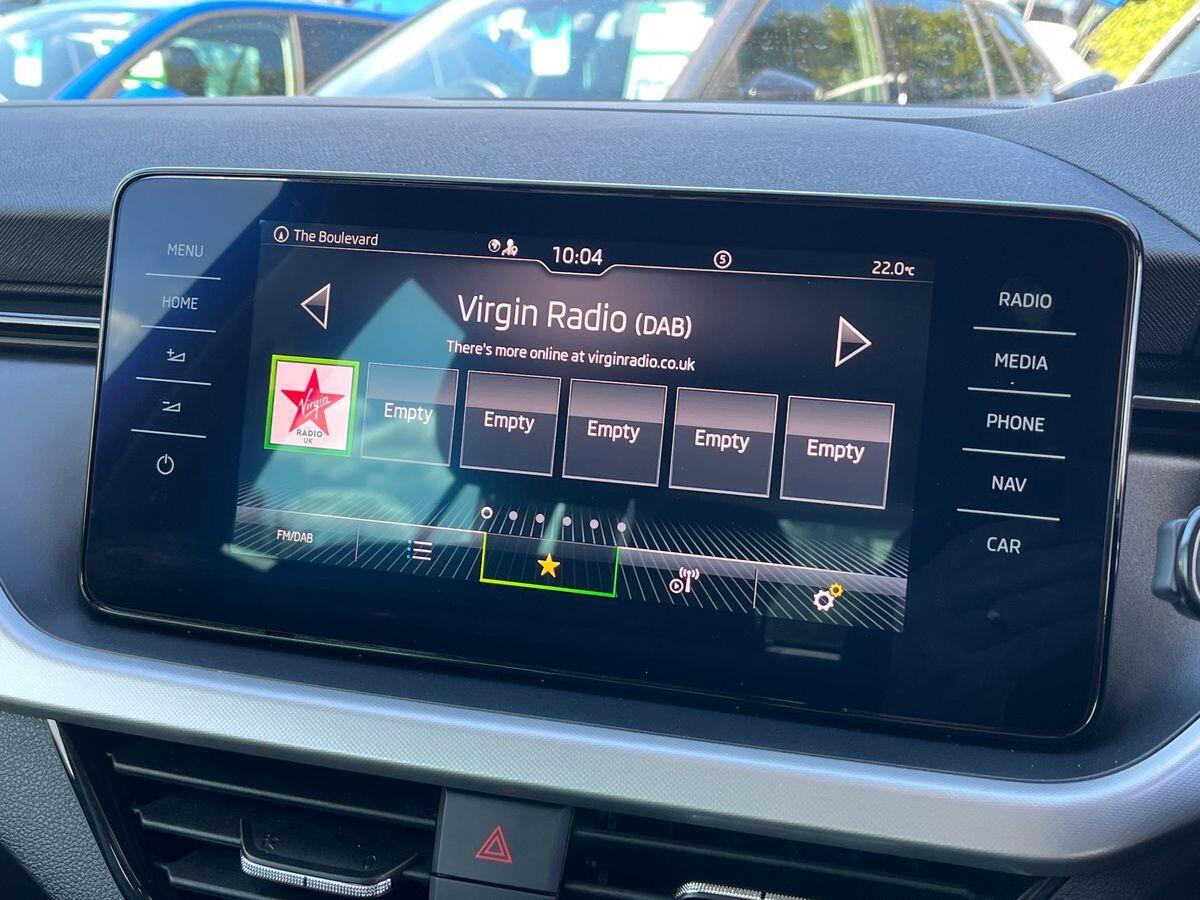 MENU
HOME
The Boulevard
10:04
5
22.0°C
Virgin Radio (DAB)
There's more online at virginradio.co.uk
Virgin
RADIO
UK
Empty
Empty
Empty
Empty
Empty
FM/DAB
RADIO
MEDIA
PHONE
NAV
CAR